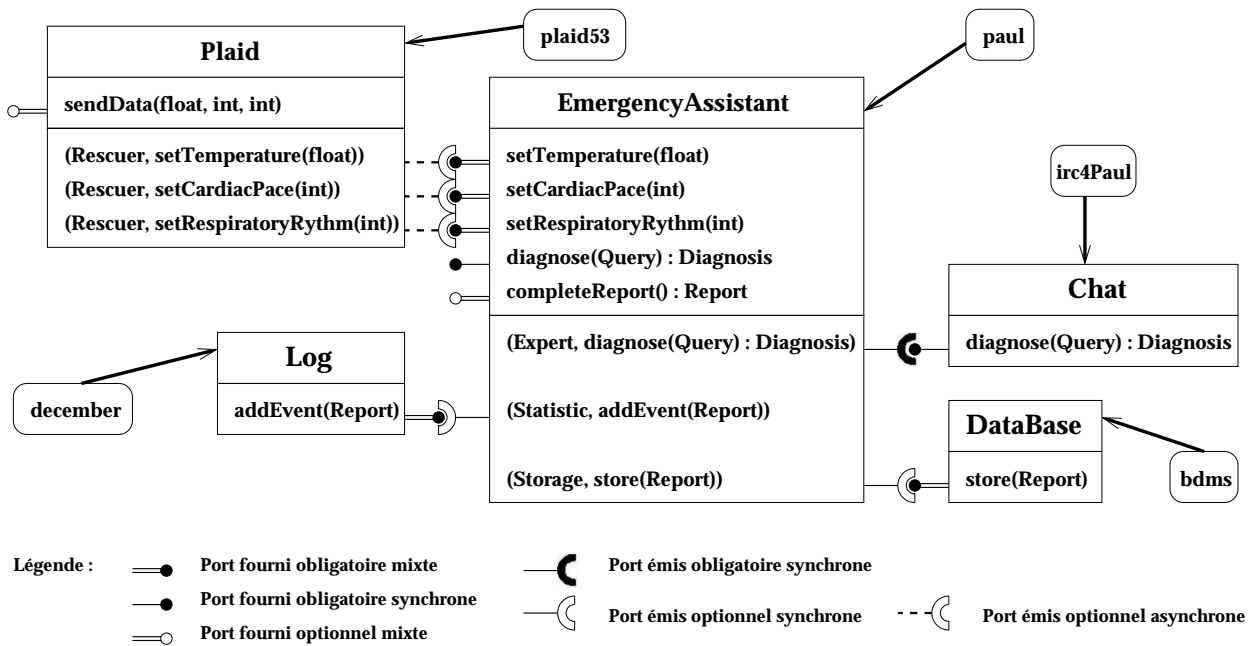 plaid53
paul
Plaid
sendData(float, int, int)
(Rescuer, setTemperature(float))
(Rescuer, setCardiacPace(int))
(Rescuer, setRespiratoryRythm(int))
EmergencyAssistant
setTemperature(float)
setCardiacPace(int)
setRespiratoryRythm(int)
diagnose(Query) : Diagnosis
completeReport() : Report
(Expert, diagnose(Query) : Diagnosis)
(Statistic, addEvent(Report))
(Storage, store(Report))
irc4Paul
Chat
diagnose(Query) : Diagnosis
Log
addEvent(Report)
december
DataBase
store(Report)
bdms
Légende :
Port fourni obligatoire mixte
Port fourni obligatoire synchrone
Port fourni optionnel mixte
Port émis obligatoire synchrone
Port émis optionnel synchrone
Port émis optionnel asynchrone